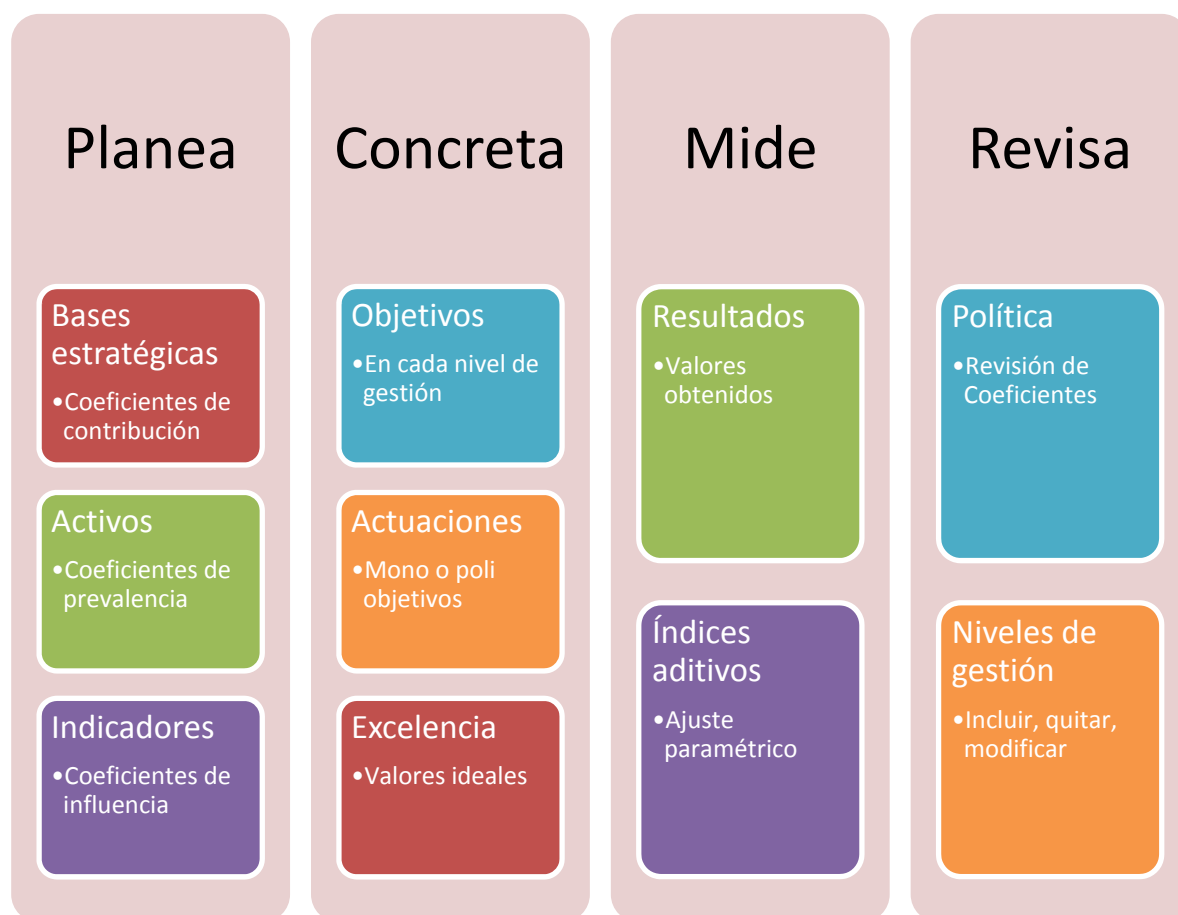 Planea
Bases
estratégicas
•Coeficientes de
contribución
Activos
•Coeficientes de
prevalencia
Indicadores
•Coeficientes de
influencia
Concreta
Objetivos
•En cada nivel de
gestión
Actuaciones
•Mono o poli
objetivos
Excelencia
•Valores ideales
Mide
Resultados
•Valores
obtenidos
Índices
aditivos
•Ajuste
paramétrico
Revisa
Política
•Revisión de
Coeficientes
Niveles de
gestión
•Incluir, quitar,
modificar